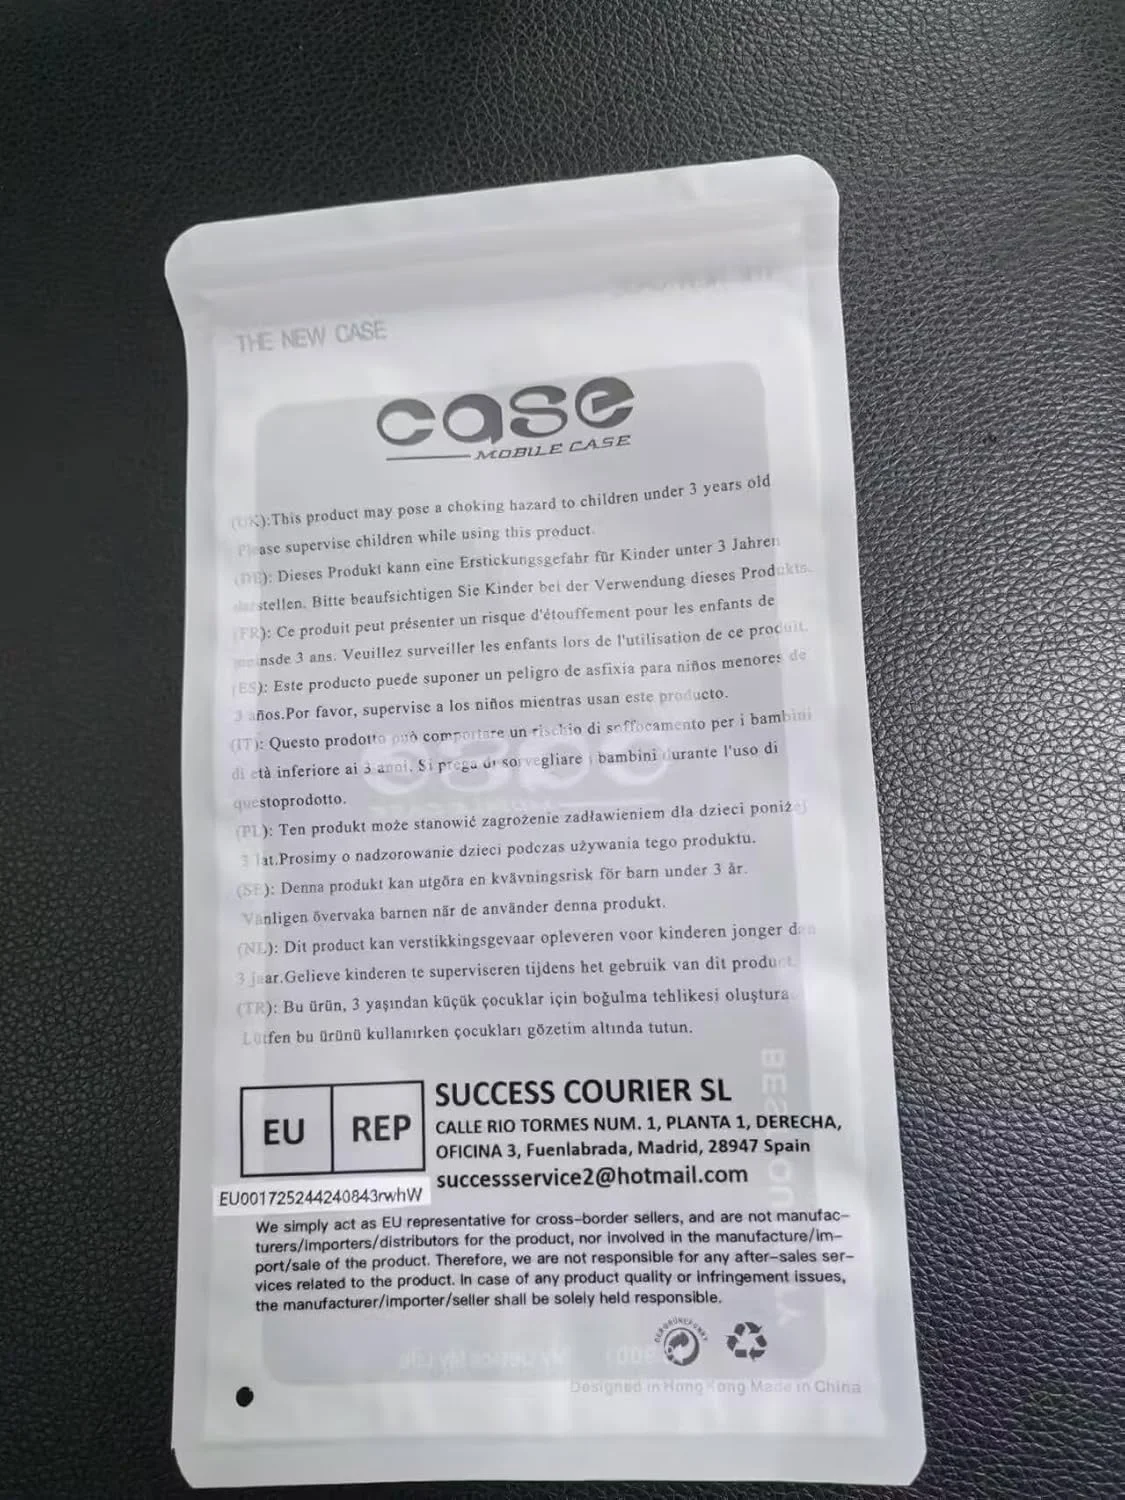 THE NEW CASE
case
MOBILE CASE
(UK):This product may pose a choking hazard to children under 3 years old
Please supervise children while using this product.
(DE): Dieses Produkt kann eine Erstickungsgefahr für Kinder unter 3 Jahren
darstellen. Bitte beaufsichtigen Sie Kinder bei der Verwendung dieses Produkts.
(FR): Ce produit peut présenter un risque d'étouffement pour les enfants de
moinsde 3 ans. Veuillez surveiller les enfants lors de l'utilisation de ce produit.
(ES): Este producto puede suponer un peligro de asfixia para niños menores de
3 años.Por favor, supervise a los niños mientras usan este producto.
(IT): Questo prodotto può comportare un rischio di soffocamento per i bambini
di età inferiore ai 3 anni. Si prega di sorvegliare i bambini durante l'uso di
questoprodotto.
(PL): Ten produkt może stanowić zagrożenie zadławieniem dla dzieci poniżej
3 lat.Prosimy o nadzorowanie dzieci podczas używania tego produktu.
(SE): Denna produkt kan utgöra en kvävningsrisk för barn under 3 år.
Vänligen övervaka barnen när de använder denna produkt.
(NL): Dit product kan verstikkingsgevaar opleveren voor kinderen jonger dan
3 jaar.Gelieve kinderen te superviseren tijdens het gebruik van dit product.
(TR): Bu ürün, 3 yaşından küçük çocuklar için boğulma tehlikesi oluştura
Lütfen bu ürünü kullanırken çocukları gözetim altında tutun.
EU REP
SUCCESS COURIER SL
CALLE RIO TORMES NUM. 1, PLANTA 1, DERECHA,
OFICINA 3, Fuenlabrada, Madrid, 28947 Spain
successservice2@hotmail.com
EU001725244240843rwhW
We simply act as EU representative for cross-border sellers, and are not manufac-
turers/importers/distributors for the product, nor involved in the manufacture/im-
port/sale of the product. Therefore, we are not responsible for any after-sales ser-
vices related to the product. In case of any product quality or infringement issues,
the manufacturer/importer/seller shall be solely held responsible.
DER GRÜNE PUNKT
Designed in Hong Kong Made in China